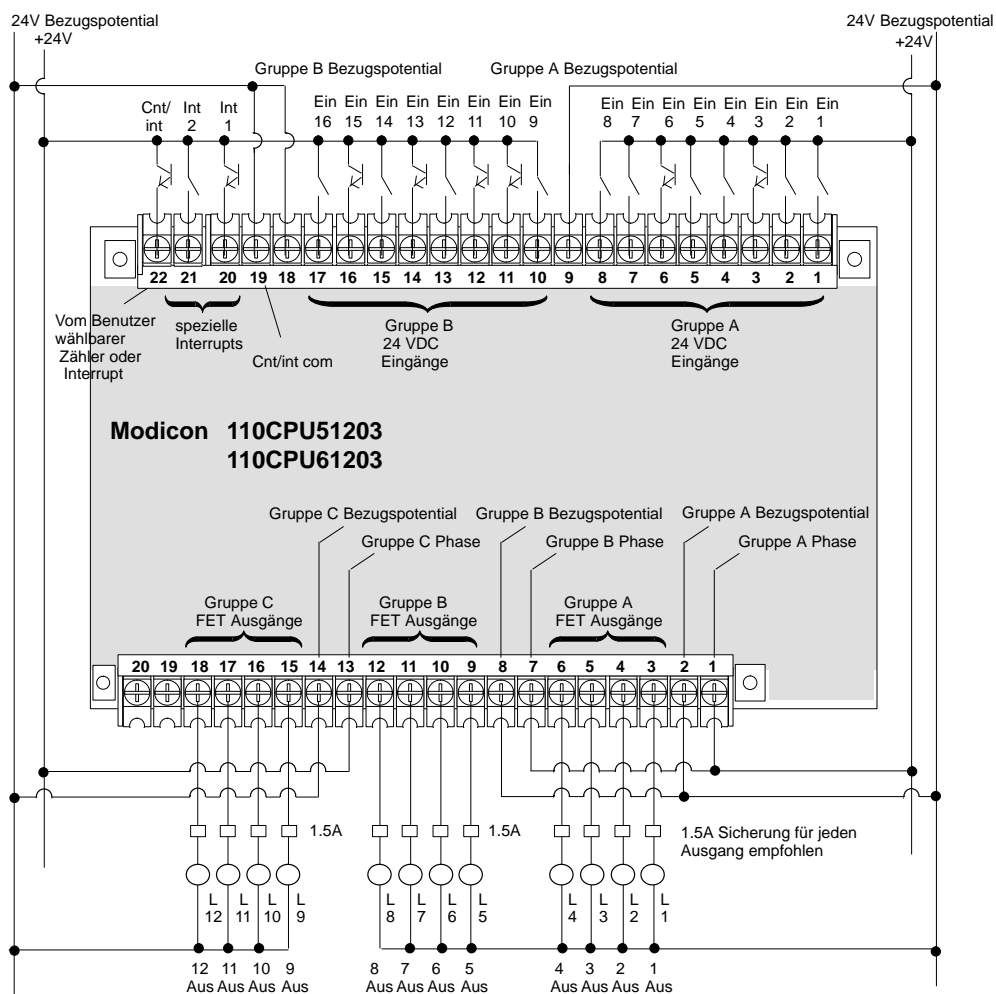 24V Bezugspotential
+24V
24V Bezugspotential
+24V
Gruppe B Bezugspotential
Gruppe A Bezugspotential
Cnt/
int
Int
2
Int
1
Ein Ein Ein Ein Ein Ein Ein Ein
16 15 14 13 12 11 10 9
Ein Ein Ein Ein Ein Ein Ein Ein
8 7 6 5 4 3 2 1
22 21 20 19 18 17 16 15 14 13 12 11 10 9 8 7 6 5 4 3 2 1
Vom Benutzer
wählbarer
Zähler oder
Interrupt
spezielle
Interrupts
Cnt/int com
Gruppe B
24 VDC
Eingänge
Gruppe A
24 VDC
Eingänge
Modicon 110CPU51203
110CPU61203
Gruppe C Bezugspotential
Gruppe B Bezugspotential
Gruppe A Bezugspotential
Gruppe C Phase
Gruppe B Phase
Gruppe A Phase
Gruppe C
FET Ausgänge
Gruppe B
FET Ausgänge
Gruppe A
FET Ausgänge
20 19 18 17 16 15 14 13 12 11 10 9 8 7 6 5 4 3 2 1
1.5A
1.5A
1.5A Sicherung für jeden
Ausgang empfohlen
L L L L L L L L L L L L
12 11 10 9 8 7 6 5 4 3 2 1
12 11 10 9 8 7 6 5 4 3 2 1
Aus Aus Aus Aus Aus Aus Aus Aus Aus Aus Aus Aus